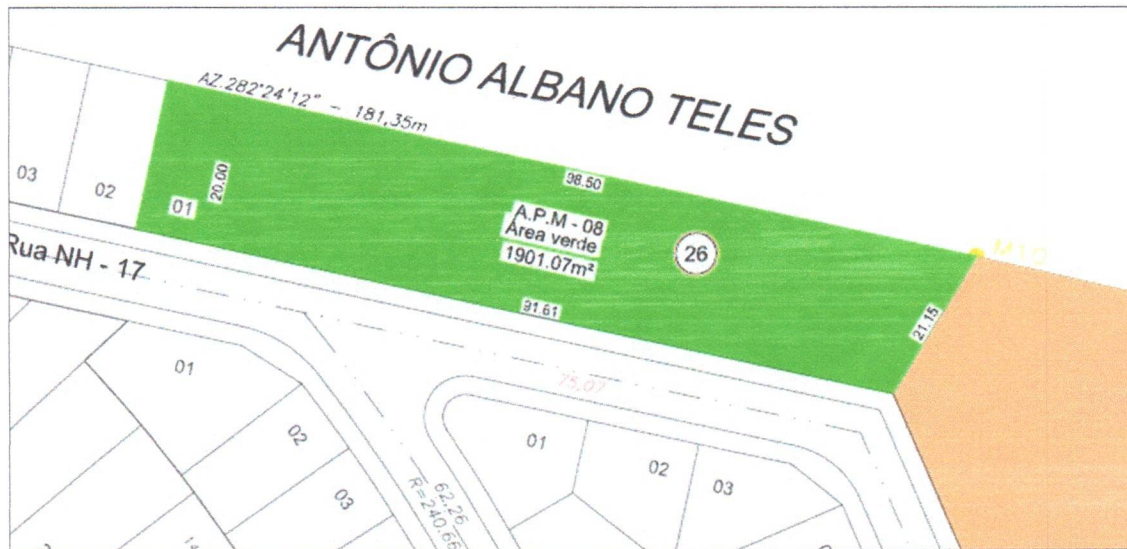 ANTÔNIO ALBANO TELES
AZ.282°24'12" - 181,35m
03
02
01
20.00
98.50
A.P.M - 08
Área verde
1901.07m²
26
M19
Rua NH - 17
91.61
21.15
75,07
01
02
03
62,26
R=240.66
01
02
03